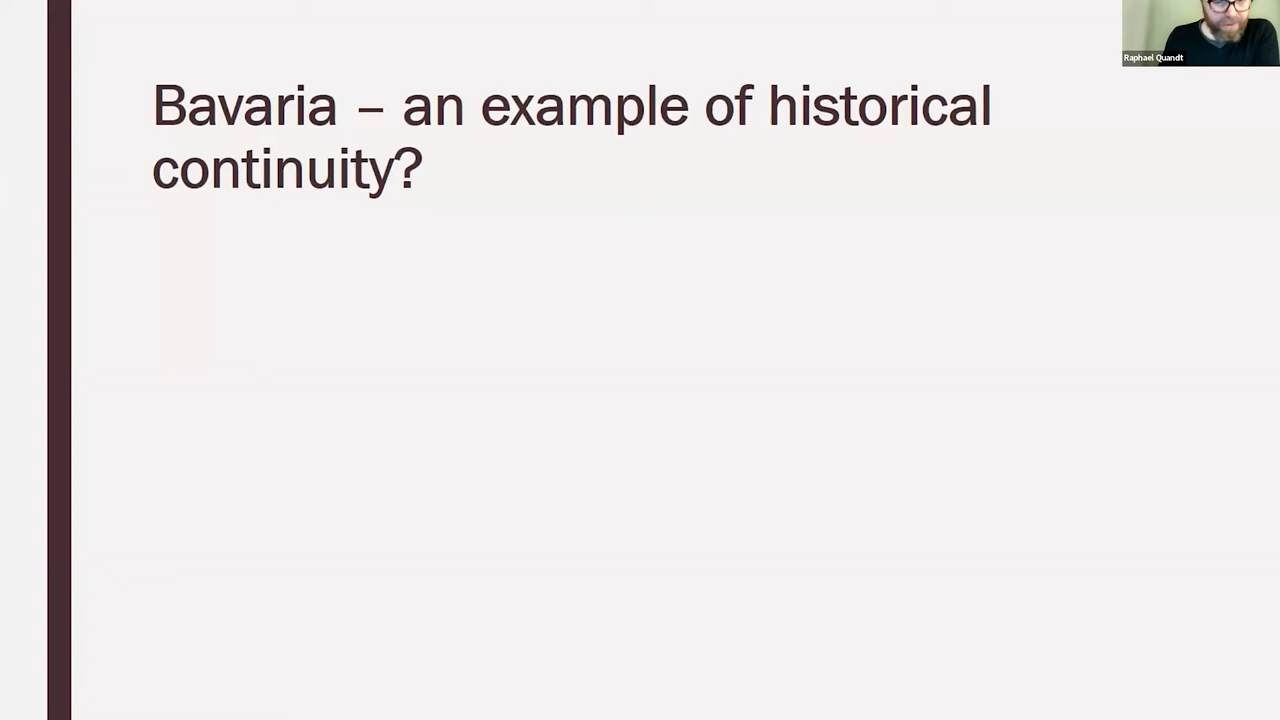 Raphael Quandt
Bavaria – an example of historical
continuity?